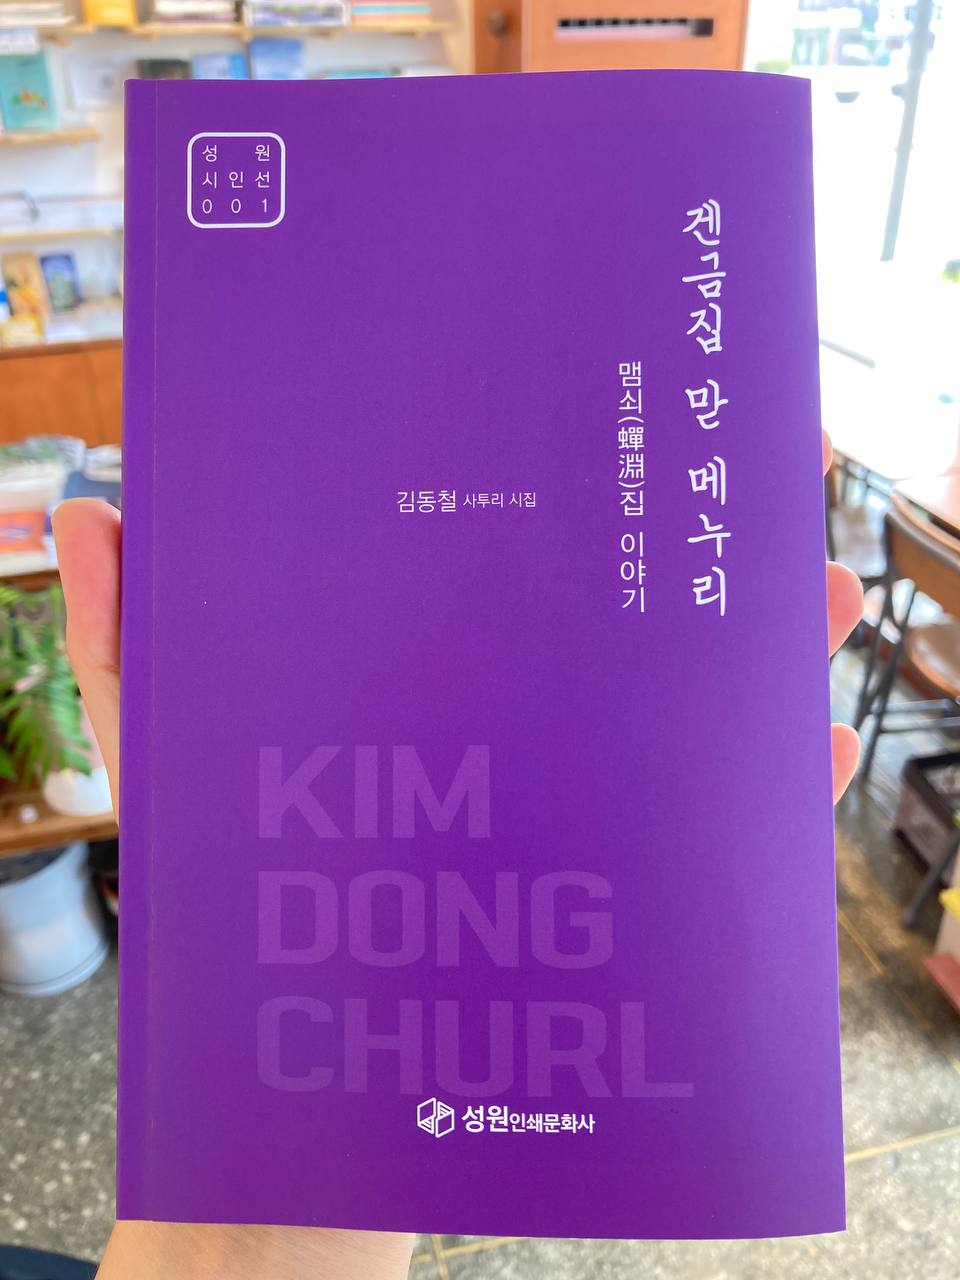 성 원
시 인 선
0 0 1
겐금집 맏 메누리
맴쇠(蟬淵)집 이야기
김동철 사투리 시집
KIM
DONG
CHURL
성원인쇄문화사